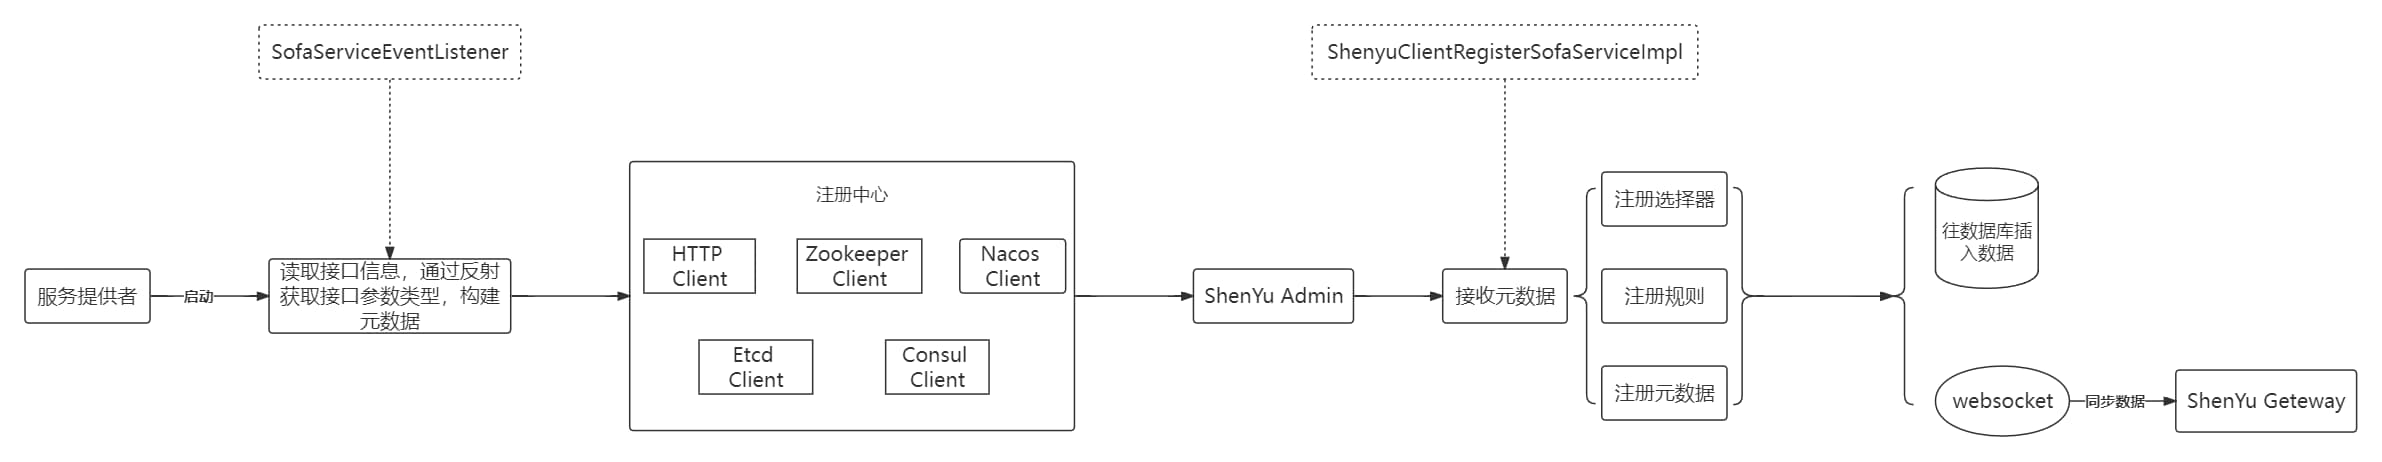 SofaServiceEventListener
ShenyuClientRegisterSofaServiceImpl
服务提供者
启动
读取接口信息，通过反射
获取接口参数类型，构建
元数据
注册中心
HTTP
Client
Zookeeper
Client
Nacos
Client
Etcd
Client
Consul
Client
ShenYu Admin
接收元数据
注册选择器
注册规则
注册元数据
往数据库插
入数据
websocket
同步数据
ShenYu Geteway